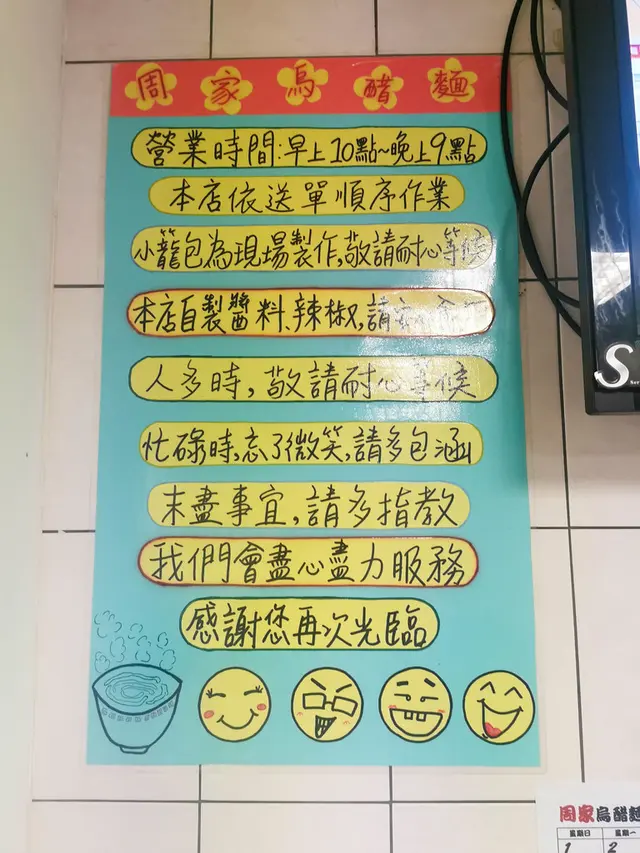 周家烏醋麵
營業時間:早上10點~晚上9點
本店依送單順序作業
小籠包為現場製作,敬請耐心等候
本店自製醬料、辣椒,請
人多時,敬請耐心等候
忙碌時,忘了微笑,請多包涵
未盡事宜,請多指教
我們會盡心盡力服務
感謝您再次光臨
S
周家烏醋麵
星期日 星期一
1 2